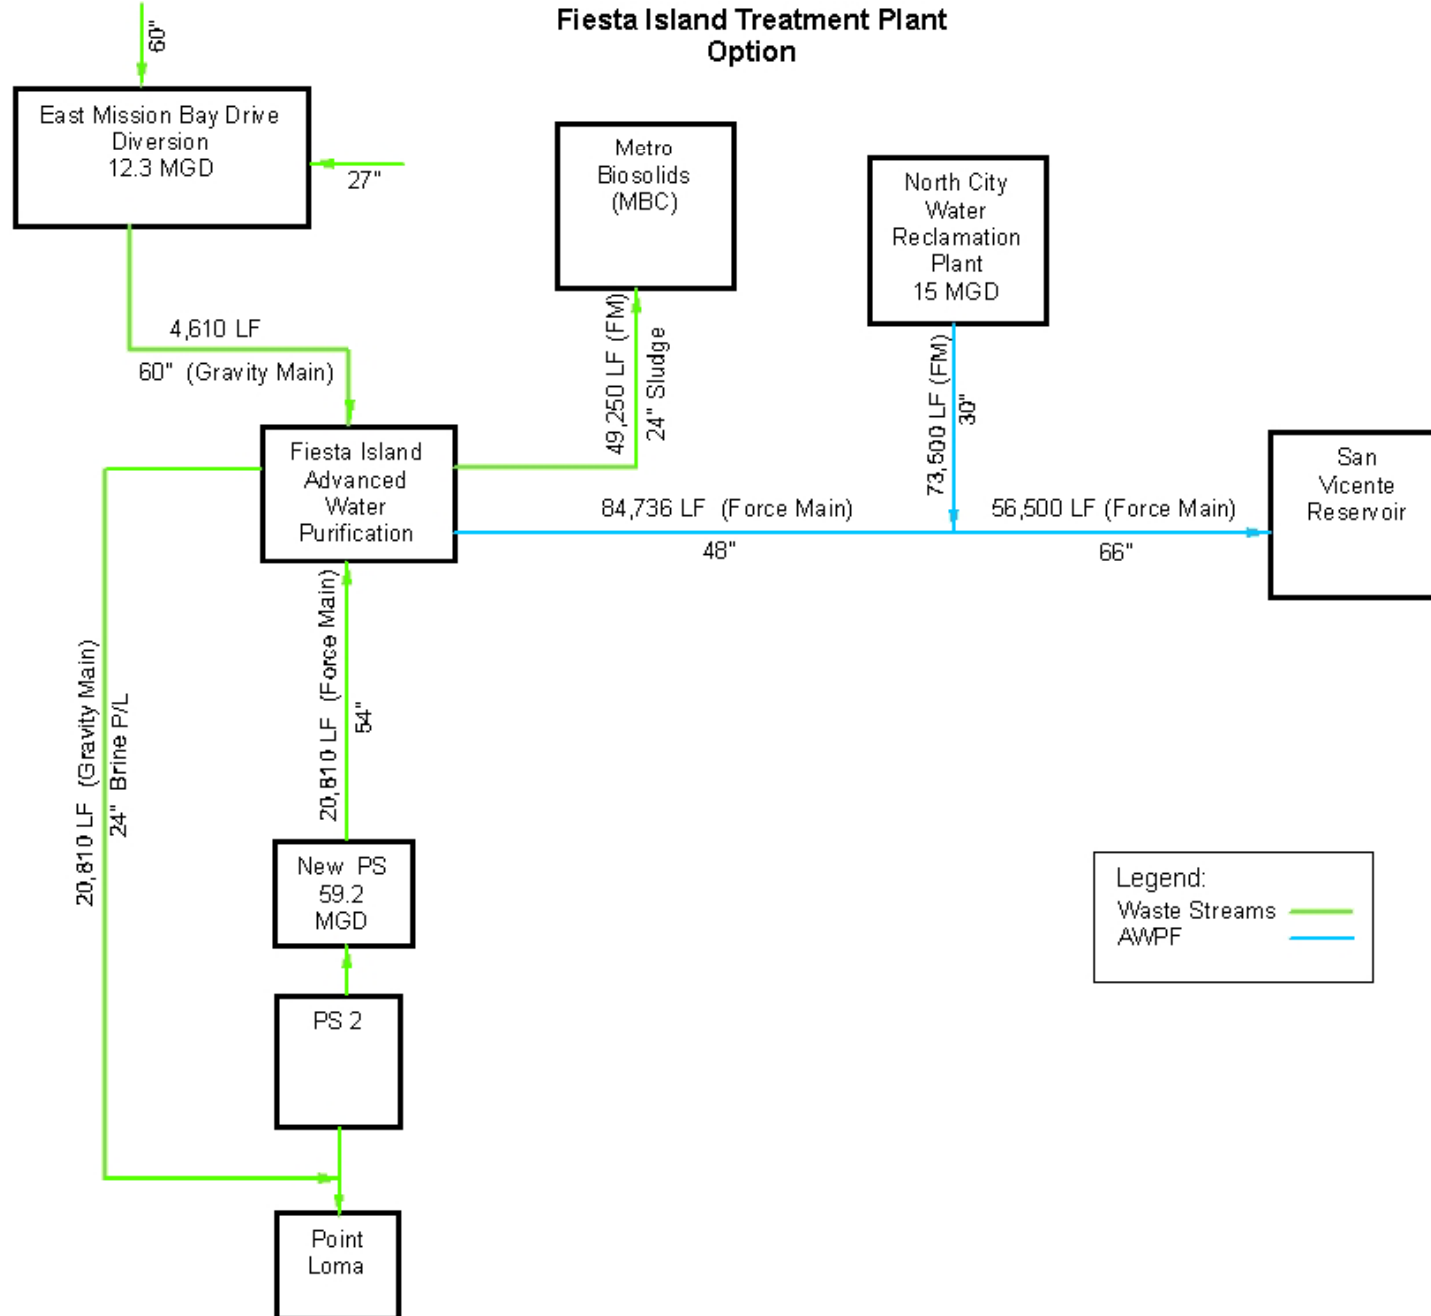 Fiesta Island Treatment Plant
Option
60"
East Mission Bay Drive
Diversion
12.3 MGD
27"
Metro
Biosolids
(MBC)
North City
Water
Reclamation
Plant
15 MGD
4,610 LF
60" (Gravity Main)
49,250 LF (FM)
24" Sludge
73,500 LF (FM)
30"
Fiesta Island
Advanced
Water
Purification
84,736 LF (Force Main)
48"
56,500 LF (Force Main)
66"
San
Vicente
Reservoir
20,810 LF (Gravity Main)
24" Brine P/L
20,810 LF (Force Main)
54"
New PS
59.2
MGD
PS 2
Point
Loma
Legend:
Waste Streams
AWPF